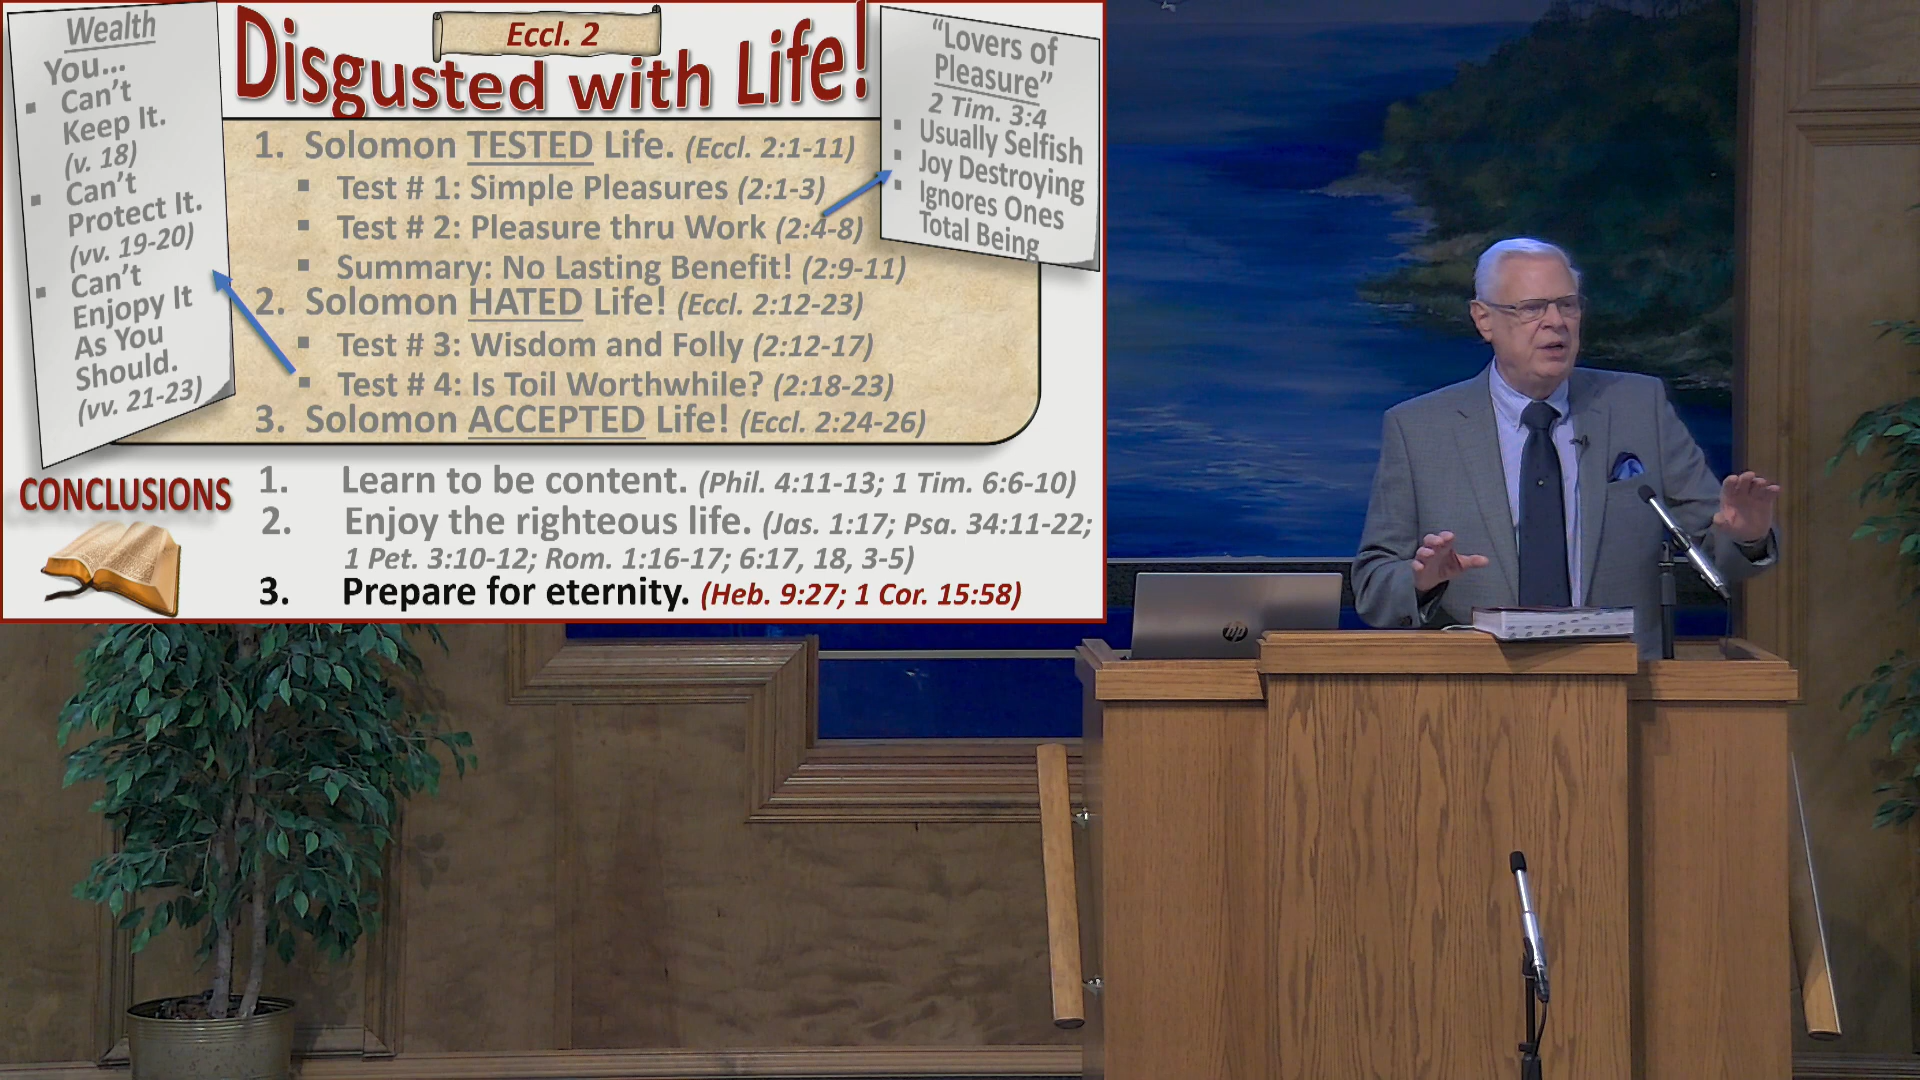 Eccl. 2
Disgusted with Life!
Wealth
You...
▪ Can't
Keep It.
(v. 18)
▪ Can't
Protect It.
(vv. 19-20)
▪ Can't
Enjopy It
As You
Should.
(vv. 21-23)
1. Solomon TESTED Life. (Eccl. 2:1-11)
▪ Test # 1: Simple Pleasures (2:1-3)
▪ Test # 2: Pleasure thru Work (2:4-8)
▪ Summary: No Lasting Benefit! (2:9-11)
2. Solomon HATED Life! (Eccl. 2:12-23)
▪ Test # 3: Wisdom and Folly (2:12-17)
▪ Test # 4: Is Toil Worthwhile? (2:18-23)
3. Solomon ACCEPTED Life! (Eccl. 2:24-26)
"Lovers of
Pleasure"
2 Tim. 3:4
▪ Usually Selfish
▪ Joy Destroying
▪ Ignores Ones
Total Being
CONCLUSIONS
1. Learn to be content. (Phil. 4:11-13; 1 Tim. 6:6-10)
2. Enjoy the righteous life. (Jas. 1:17; Psa. 34:11-22;
1 Pet. 3:10-12; Rom. 1:16-17; 6:17, 18, 3-5)
3. Prepare for eternity. (Heb. 9:27; 1 Cor. 15:58)
hp